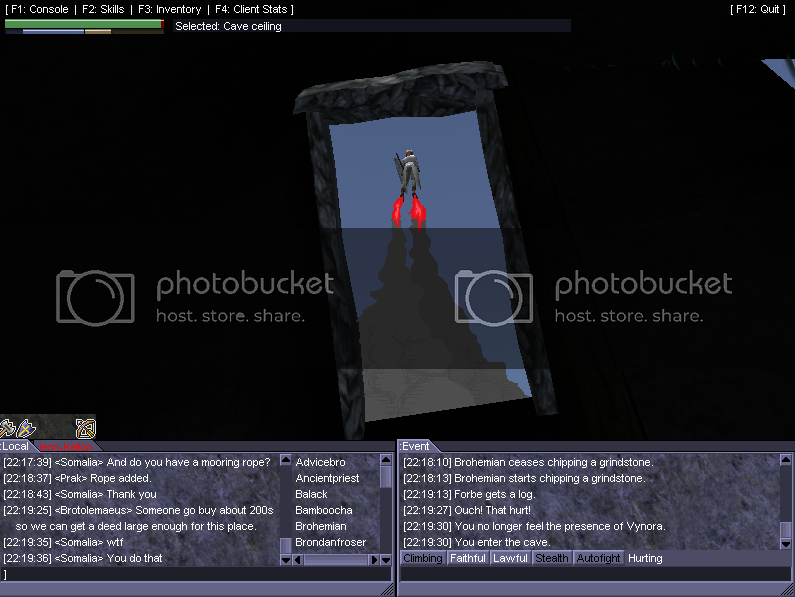 [ F1: Console | F2: Skills | F3: Inventory | F4: Client Stats ]
[ F12: Quit ]
Selected: Cave ceiling
photobucket
host. store. share.
photobucket
host. store. share.
:Local
[22:17:39] <Somalia> And do you have a mooring rope?
[22:18:37] <Prak> Rope added.
[22:18:43] <Somalia> Thank you
[22:19:25] <Brotolemaeus> Someone go buy about 200s
so we can get a deed large enough for this place.
[22:19:35] <Somalia> wtf
[22:19:36] <Somalia> You do that
]
Advicebro
Ancientpriest
Balack
Bamboocha
Brohemian
Brondanfroser
:Event
[22:18:10] Brohemian ceases chipping a grindstone.
[22:18:13] Brohemian starts chipping a grindstone.
[22:19:13] Forbe gets a log.
[22:19:27] Ouch! That hurt!
[22:19:30] You no longer feel the presence of Vynora.
[22:19:30] You enter the cave.
Climbing Faithful Lawful Stealth Autofight Hurting